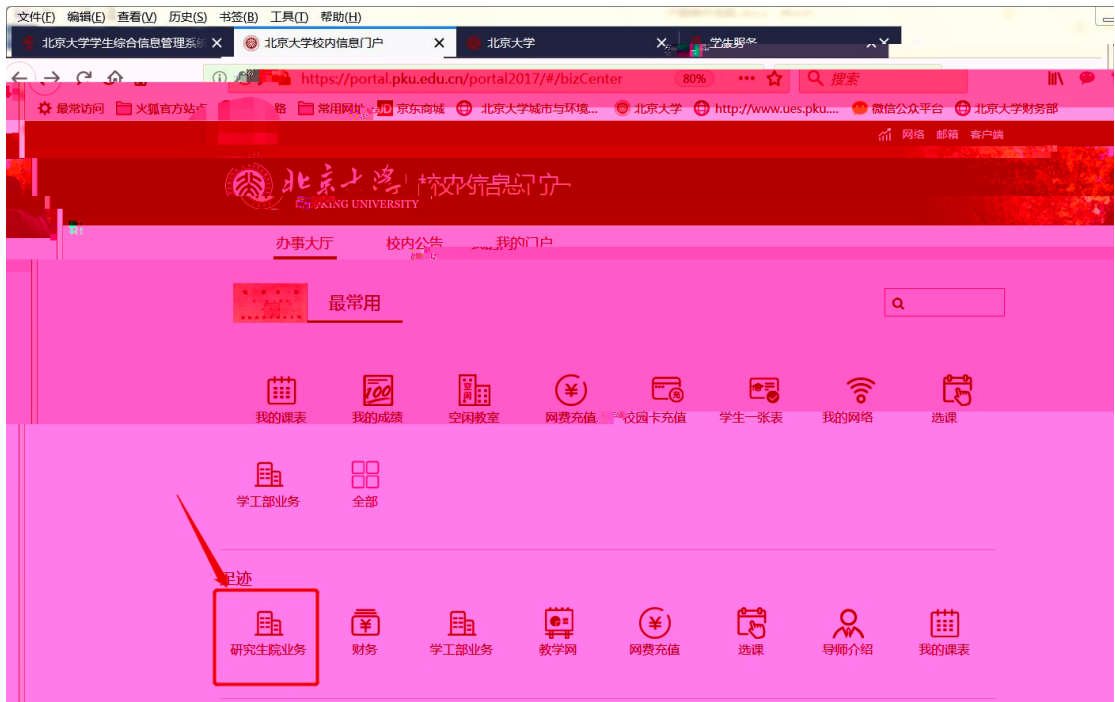 文件(F) 编辑(E) 查看(V) 历史(S) 书签(B) 工具(T) 帮助(H)
北京大学学生综合信息管理系统 北京大学校内信息门户 北京大学
https://portal.pku.edu.cn/portal2017/#/bizCenter 80% 搜索
最常访问 火狐官方站点 常用网址 JD 京东商城 北京大学城市与环境... 北京大学 http://www.ues.pku.... 微信公众平台 北京大学财务部
网络 邮箱 客户端
北京大学 校内信息门户
UNIVERSITY
办事大厅 校内公告 我的门户
最常用
我的课表 我的成绩 空闲教室 网费充值 校园卡充值 学生一张表 我的网络 选课
学工部业务 全部
足迹
研究生院业务 财务 学工部业务 教学网 网费充值 选课 导师介绍 我的课表